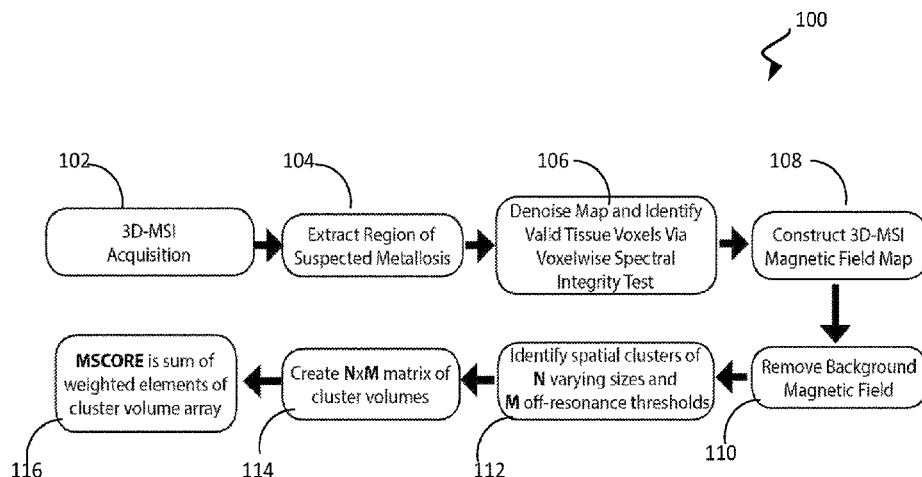 100
102
104
106
108
3D-MSI
Acquisition
Extract Region of
Suspected Metallosis
Denoise Map and Identify
Valid Tissue Voxels Via
Voxelwise Spectral
Integrity Test
Construct 3D-MSI
Magnetic Field Map
MSCORE is sum of
weighted elements of
cluster volume array
Create NxM matrix of
cluster volumes
Identify spatial clusters of
N varying sizes and
M off-resonance thresholds
Remove Background
Magnetic Field
116
114
112
110